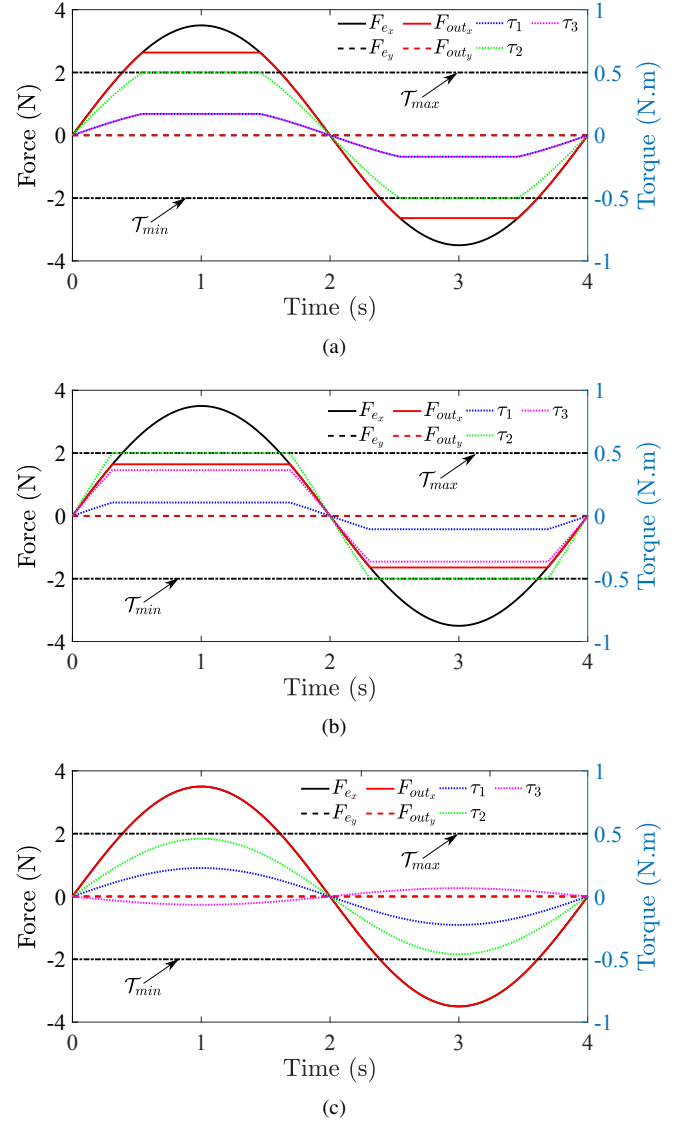 4 1
F_{e_x} F_{out_x} τ_1 τ_3
F_{e_y} F_{out_y} τ_2
2 0.5
𝒯_{max}
Force (N) 0 0 Torque (N.m)
-2 -0.5
𝒯_{min}
-4 -1
0 1 2 3 4
Time (s)
(a)
4 1
F_{e_x} F_{out_x} τ_1 τ_3
F_{e_y} F_{out_y} τ_2
2 0.5
𝒯_{max}
Force (N) 0 0 Torque (N.m)
-2 -0.5
𝒯_{min}
-4 -1
0 1 2 3 4
Time (s)
(b)
4 1
F_{e_x} F_{out_x} τ_1 τ_3
F_{e_y} F_{out_y} τ_2
2 0.5
𝒯_{max}
Force (N) 0 0 Torque (N.m)
-2 -0.5
𝒯_{min}
-4 -1
0 1 2 3 4
Time (s)
(c)